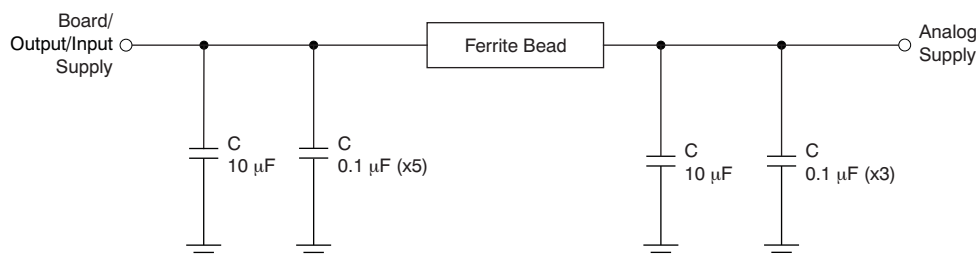 Board/
Output/Input
Supply
Ferrite Bead
Analog
Supply
C
10 μF
C
0.1 μF (x5)
C
10 μF
C
0.1 μF (x3)